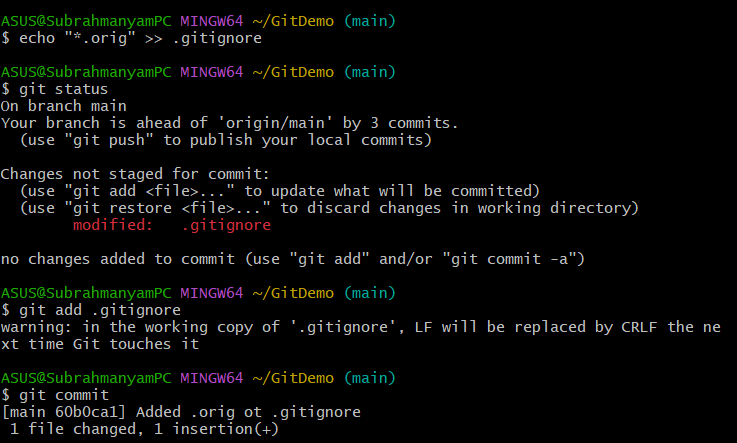 ASUS@SubrahmanyamPC MINGW64 ~/GitDemo (main)
$ echo "*.orig" >> .gitignore
ASUS@SubrahmanyamPC MINGW64 ~/GitDemo (main)
$ git status
On branch main
Your branch is ahead of 'origin/main' by 3 commits.
  (use "git push" to publish your local commits)
Changes not staged for commit:
  (use "git add <file>..." to update what will be committed)
  (use "git restore <file>..." to discard changes in working directory)
        modified:   .gitignore
no changes added to commit (use "git add" and/or "git commit -a")
ASUS@SubrahmanyamPC MINGW64 ~/GitDemo (main)
$ git add .gitignore
warning: in the working copy of '.gitignore', LF will be replaced by CRLF the ne
xt time Git touches it
ASUS@SubrahmanyamPC MINGW64 ~/GitDemo (main)
$ git commit
[main 60b0ca1] Added .orig ot .gitignore
 1 file changed, 1 insertion(+)